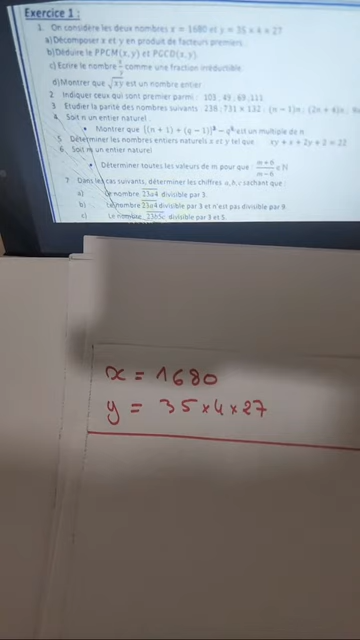 Exercice 1 :
1. On considère les deux nombres x = 1680 et y = 35 × 4 × 27
a) Décomposer x et y en produit de facteurs premiers.
b) Déduire le PPCM(x, y) et PGCD(x, y).
c) Ecrire le nombre x/y comme une fraction irréductible.
d) Montrer que √xy est un nombre entier
2 Indiquer ceux qui sont premier parmi : 103 ; 49 ; 69 ; 111
3 Etudier la parité des nombres suivants 238 ; 731 × 132 ; (n − 1)n ; (2n + 4)n ;
4. Soit n un entier naturel .
• Montrer que est un multiple de n
5 Déterminer les nombres entiers naturels x et y tel que xy + x + 2y + 2 = 22
6 Soit m un entier naturel
• Déterminer toutes les valeurs de m pour que : m+6/m−6 ∈ N
7. Dans les cas suivants, déterminer les chiffres a, b, c sachant que :
a) Le nombre 23a4 divisible par 3
b) Le nombre 23a4 divisible par 3 et n'est pas divisible par 9
c) Le nombre divisible par 3 et 5
x = 1680
y = 35 × 4 × 27